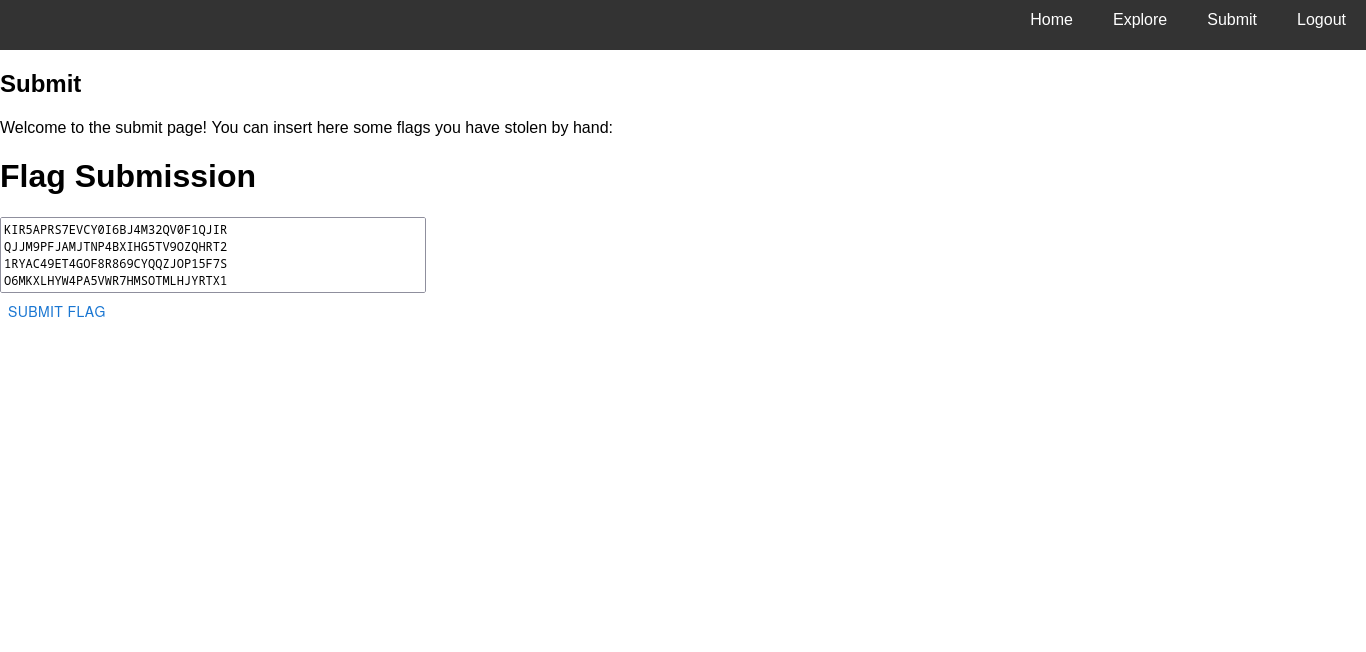 Home Explore Submit Logout
Submit
Welcome to the submit page! You can insert here some flags you have stolen by hand:
Flag Submission
KIR5APRS7EVCY0I6BJ4M32QV0F1QJIR
QJJM9PFJAMJTNP4BXIHG5TV9OZQHRT2
1RYAC49ET4GOF8R869CYQQZJOP15F7S
O6MKXLHYW4PA5VWR7HMSOTMLHJYRTX1
SUBMIT FLAG